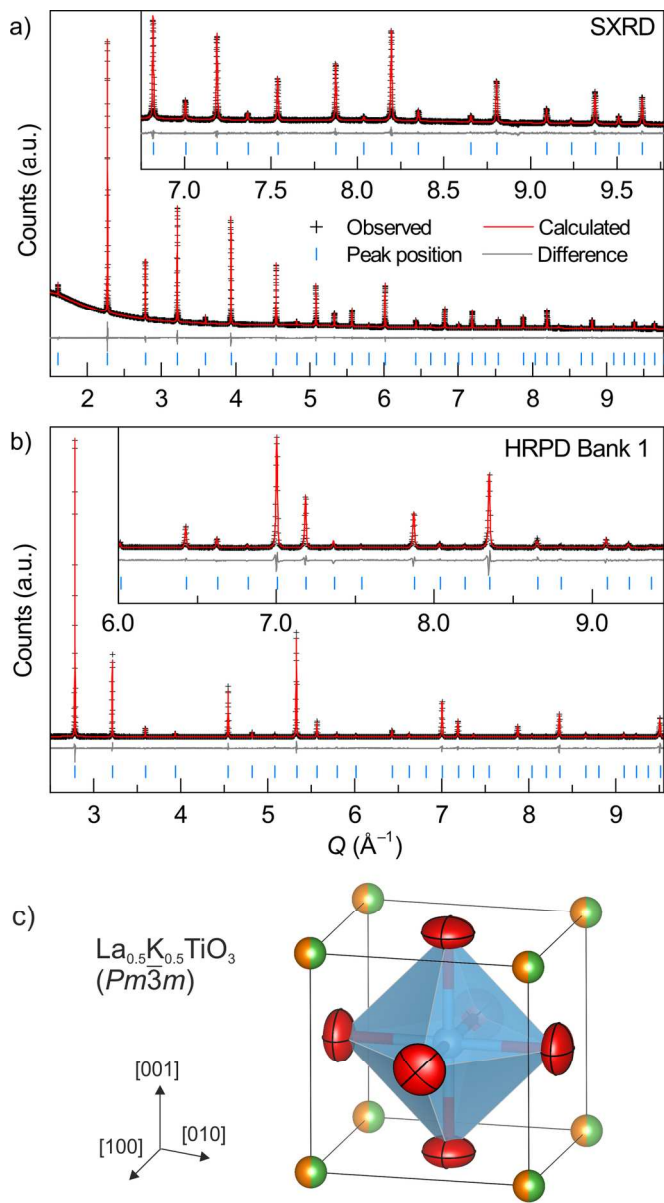 a)
SXRD
Counts (a.u.)
7.0 7.5 8.0 8.5 9.0 9.5
Observed Calculated
Peak position Difference
2 3 4 5 6 7 8 9
b)
HRPD Bank 1
Counts (a.u.)
6.0 7.0 8.0 9.0
3 4 5 6 7 8 9
Q (Å⁻¹)
c)
La₀.₅K₀.₅TiO₃
(Pm3̅m)
[001]
[100] [010]